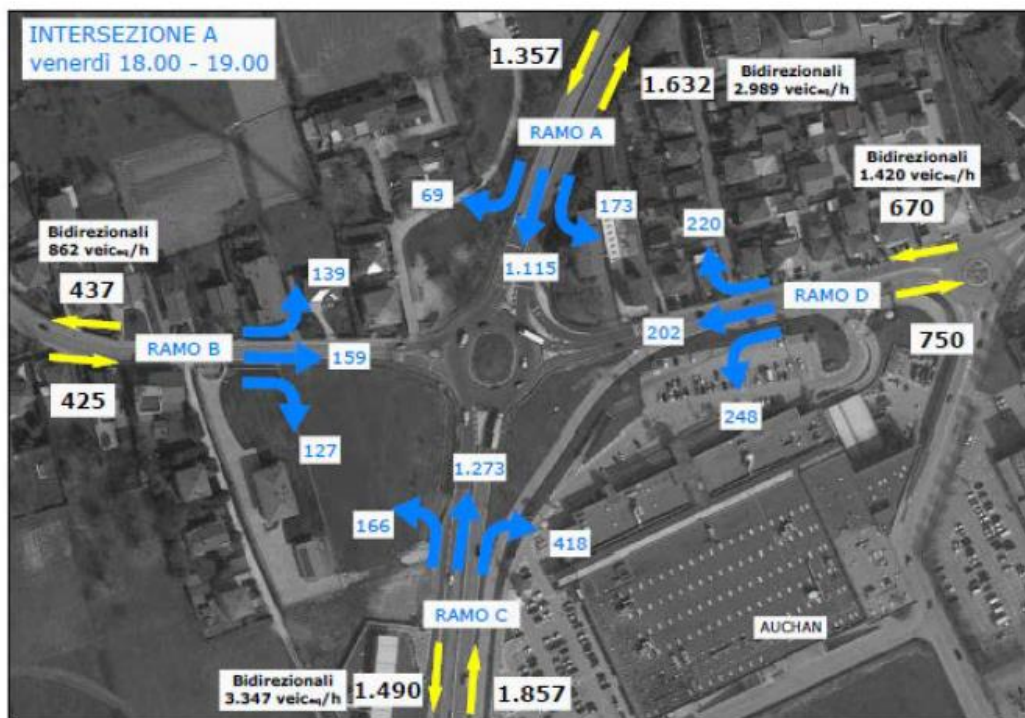 INTERSEZIONE A
venerdì 18.00 - 19.00
1.357
1.632
Bidirezionali
2.989 veiceq/h
RAMO A
Bidirezionali
1.420 veiceq/h
69
173
220
670
Bidirezionali
862 veiceq/h
1.115
437
139
RAMO D
RAMO B
159
202
750
425
248
127
1.273
166
418
RAMO C
AUCHAN
Bidirezionali
3.347 veiceq/h
1.490
1.857